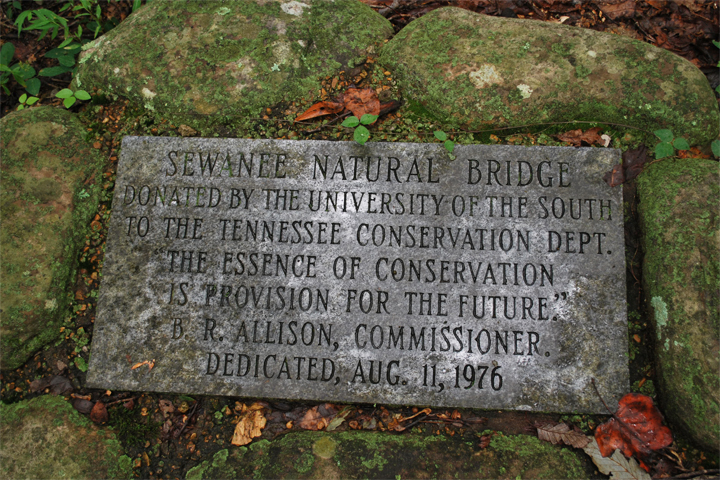 SEWANEE NATURAL BRIDGE
DONATED BY THE UNIVERSITY OF THE SOUTH
TO THE TENNESSEE CONSERVATION DEPT.
"THE ESSENCE OF CONSERVATION
IS PROVISION FOR THE FUTURE."
B. R. ALLISON, COMMISSIONER.
DEDICATED, AUG. 11, 1976